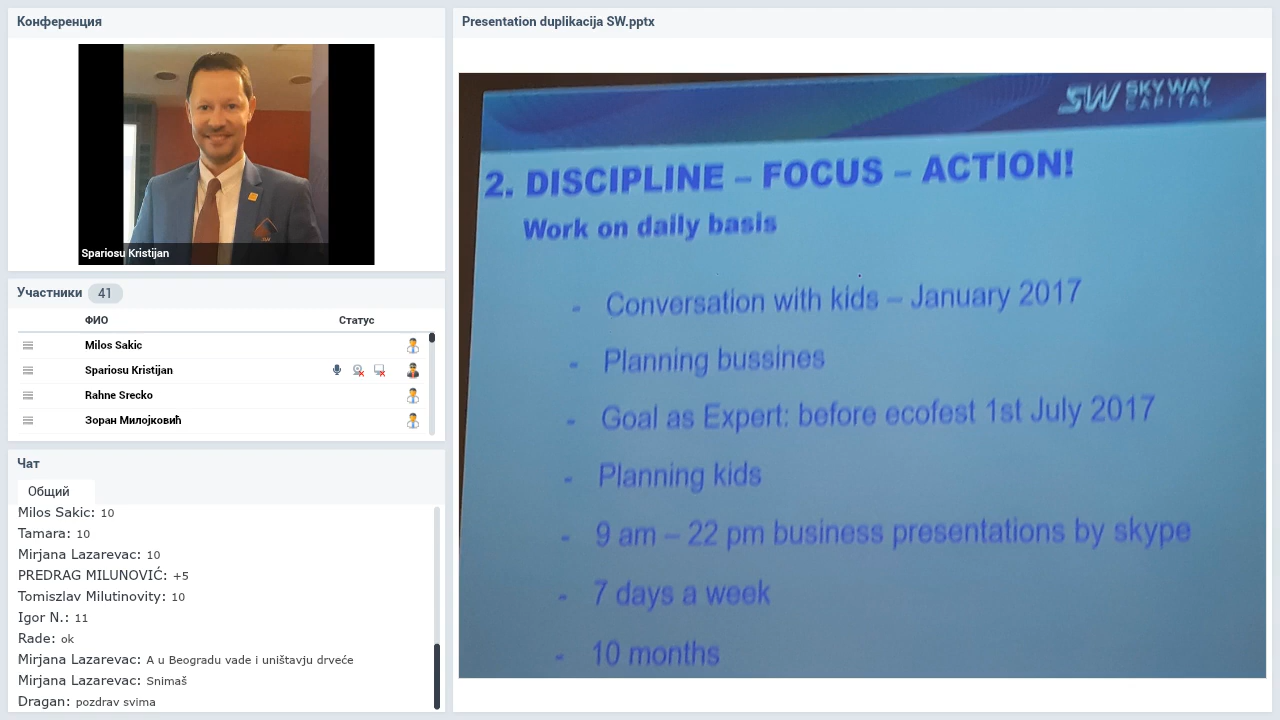 Конференция
Spariosu Kristijan
Участники 41
ФИО Статус
Milos Sakic
Spariosu Kristijan
Rahne Srecko
Зоран Милојковић
Чат
Общий
Milos Sakic: 10
Tamara: 10
Mirjana Lazarevac: 10
PREDRAG MILUNOVIĆ: +5
Tomiszlav Milutinovity: 10
Igor N.: 11
Rade: ok
Mirjana Lazarevac: A u Beogradu vade i uništavju drveće
Mirjana Lazarevac: Snimaš
Dragan: pozdrav svima
Presentation duplikacija SW.pptx
SW SKY WAY
CAPITAL
2. DISCIPLINE – FOCUS – ACTION!
Work on daily basis
- Conversation with kids – January 2017
- Planning bussines
- Goal as Expert: before ecofest 1st July 2017
- Planning kids
- 9 am – 22 pm business presentations by skype
- 7 days a week
- 10 months